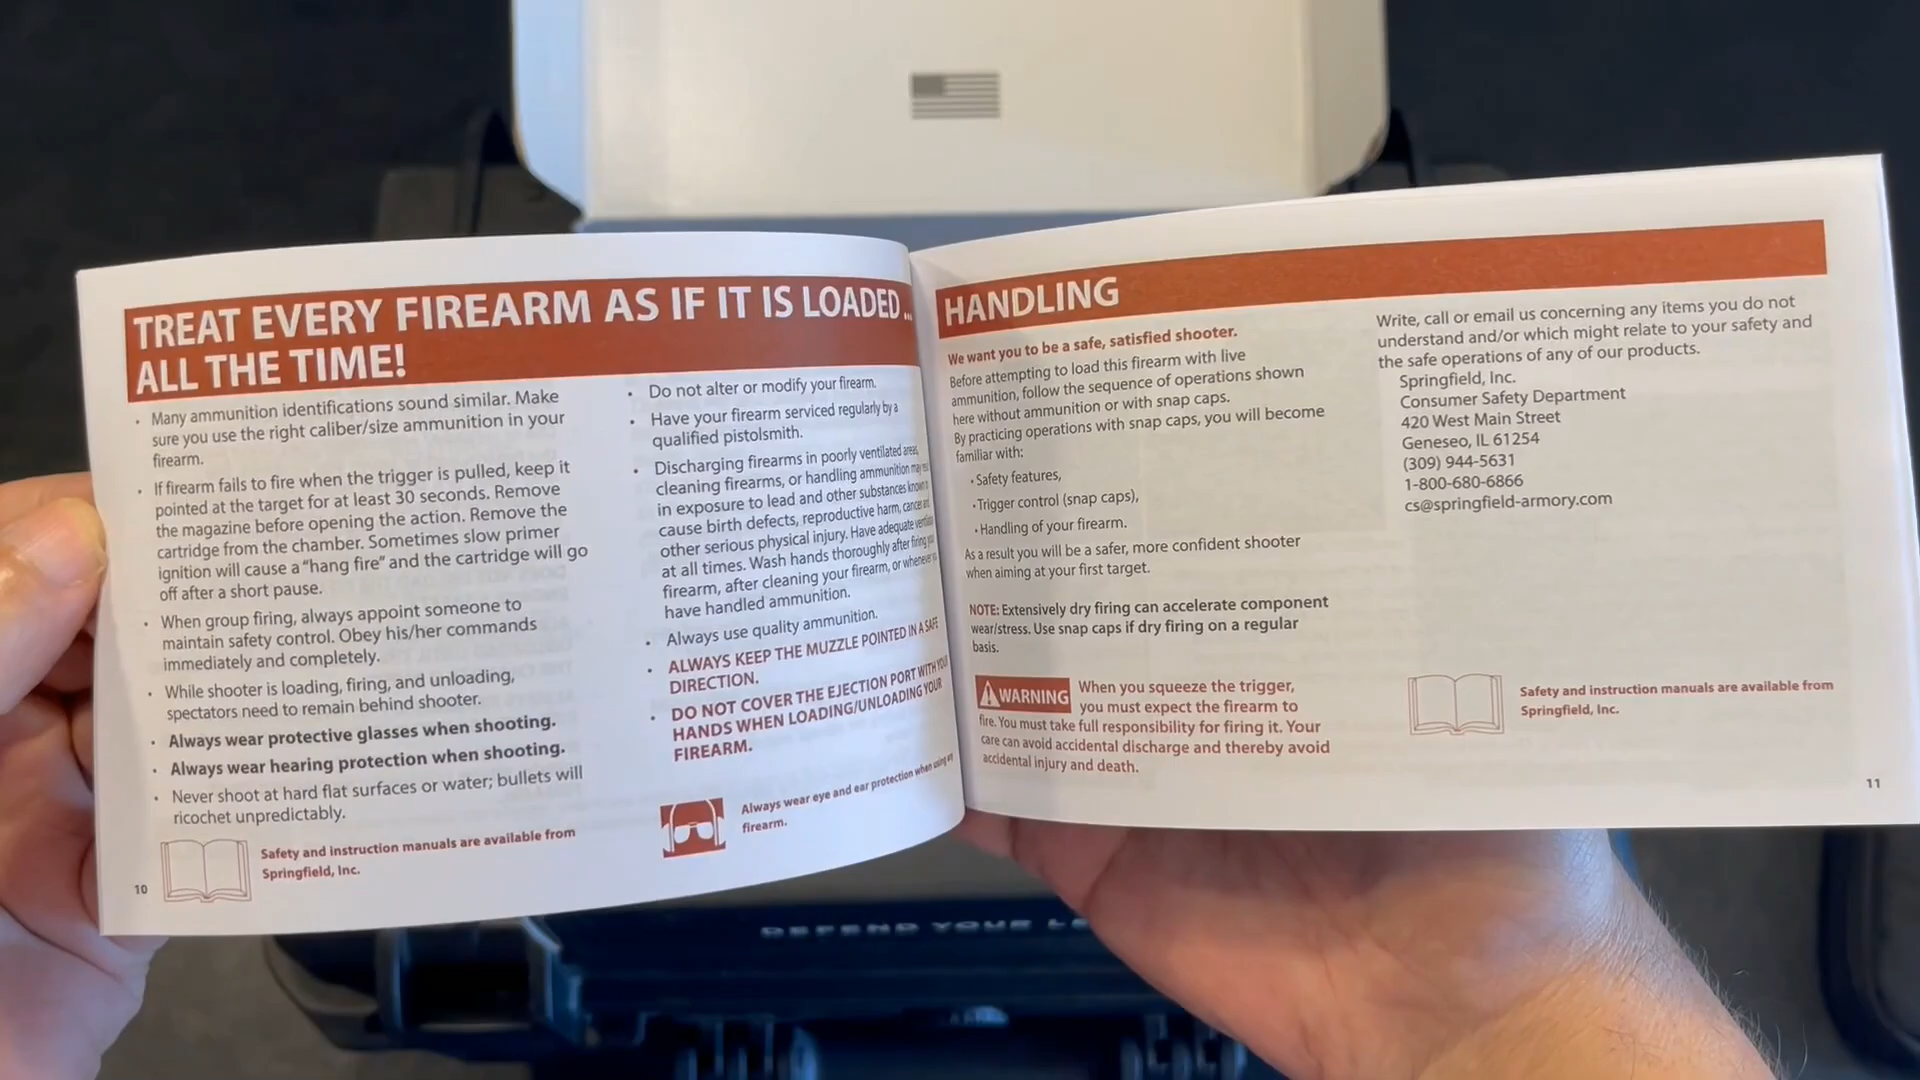 TREAT EVERY FIREARM AS IF IT IS LOADED...
ALL THE TIME!
• Many ammunition identifications sound similar. Make
sure you use the right caliber/size ammunition in your
firearm.
• If firearm fails to fire when the trigger is pulled, keep it
pointed at the target for at least 30 seconds. Remove
the magazine before opening the action. Remove the
cartridge from the chamber. Sometimes slow primer
ignition will cause a "hang fire" and the cartridge will go
off after a short pause.
• When group firing, always appoint someone to
maintain safety control. Obey his/her commands
immediately and completely.
• While shooter is loading, firing, and unloading,
spectators need to remain behind shooter.
• Always wear protective glasses when shooting.
• Always wear hearing protection when shooting.
• Never shoot at hard flat surfaces or water; bullets will
ricochet unpredictably.
Safety and instruction manuals are available from
Springfield, Inc.
10
• Do not alter or modify your firearm.
• Have your firearm serviced regularly by a
qualified pistolsmith.
• Discharging firearms in poorly ventilated areas,
cleaning firearms, or handling ammunition may
in exposure to lead and other substances known
cause birth defects, reproductive harm, cancer and
other serious physical injury. Have adequate
at all times. Wash hands thoroughly after firing
firearm, after cleaning your firearm, or whenever
have handled ammunition.
• Always use quality ammunition.
• ALWAYS KEEP THE MUZZLE POINTED IN A SAFE
DIRECTION.
• DO NOT COVER THE EJECTION PORT WITH YOUR
HANDS WHEN LOADING/UNLOADING YOUR
FIREARM.
Always wear eye and ear protection when using any
firearm.
HANDLING
We want you to be a safe, satisfied shooter.
Before attempting to load this firearm with live
ammunition, follow the sequence of operations shown
here without ammunition or with snap caps.
By practicing operations with snap caps, you will become
familiar with:
• Safety features,
• Trigger control (snap caps),
• Handling of your firearm.
As a result you will be a safer, more confident shooter
when aiming at your first target.
NOTE: Extensively dry firing can accelerate component
wear/stress. Use snap caps if dry firing on a regular
basis.
WARNING When you squeeze the trigger,
you must expect the firearm to
fire. You must take full responsibility for firing it. Your
care can avoid accidental discharge and thereby avoid
accidental injury and death.
Write, call or email us concerning any items you do not
understand and/or which might relate to your safety and
the safe operations of any of our products.
Springfield, Inc.
Consumer Safety Department
420 West Main Street
Geneseo, IL 61254
(309) 944-5631
1-800-680-6866
cs@springfield-armory.com
Safety and instruction manuals are available from
Springfield, Inc.
11
DEFEND YOUR